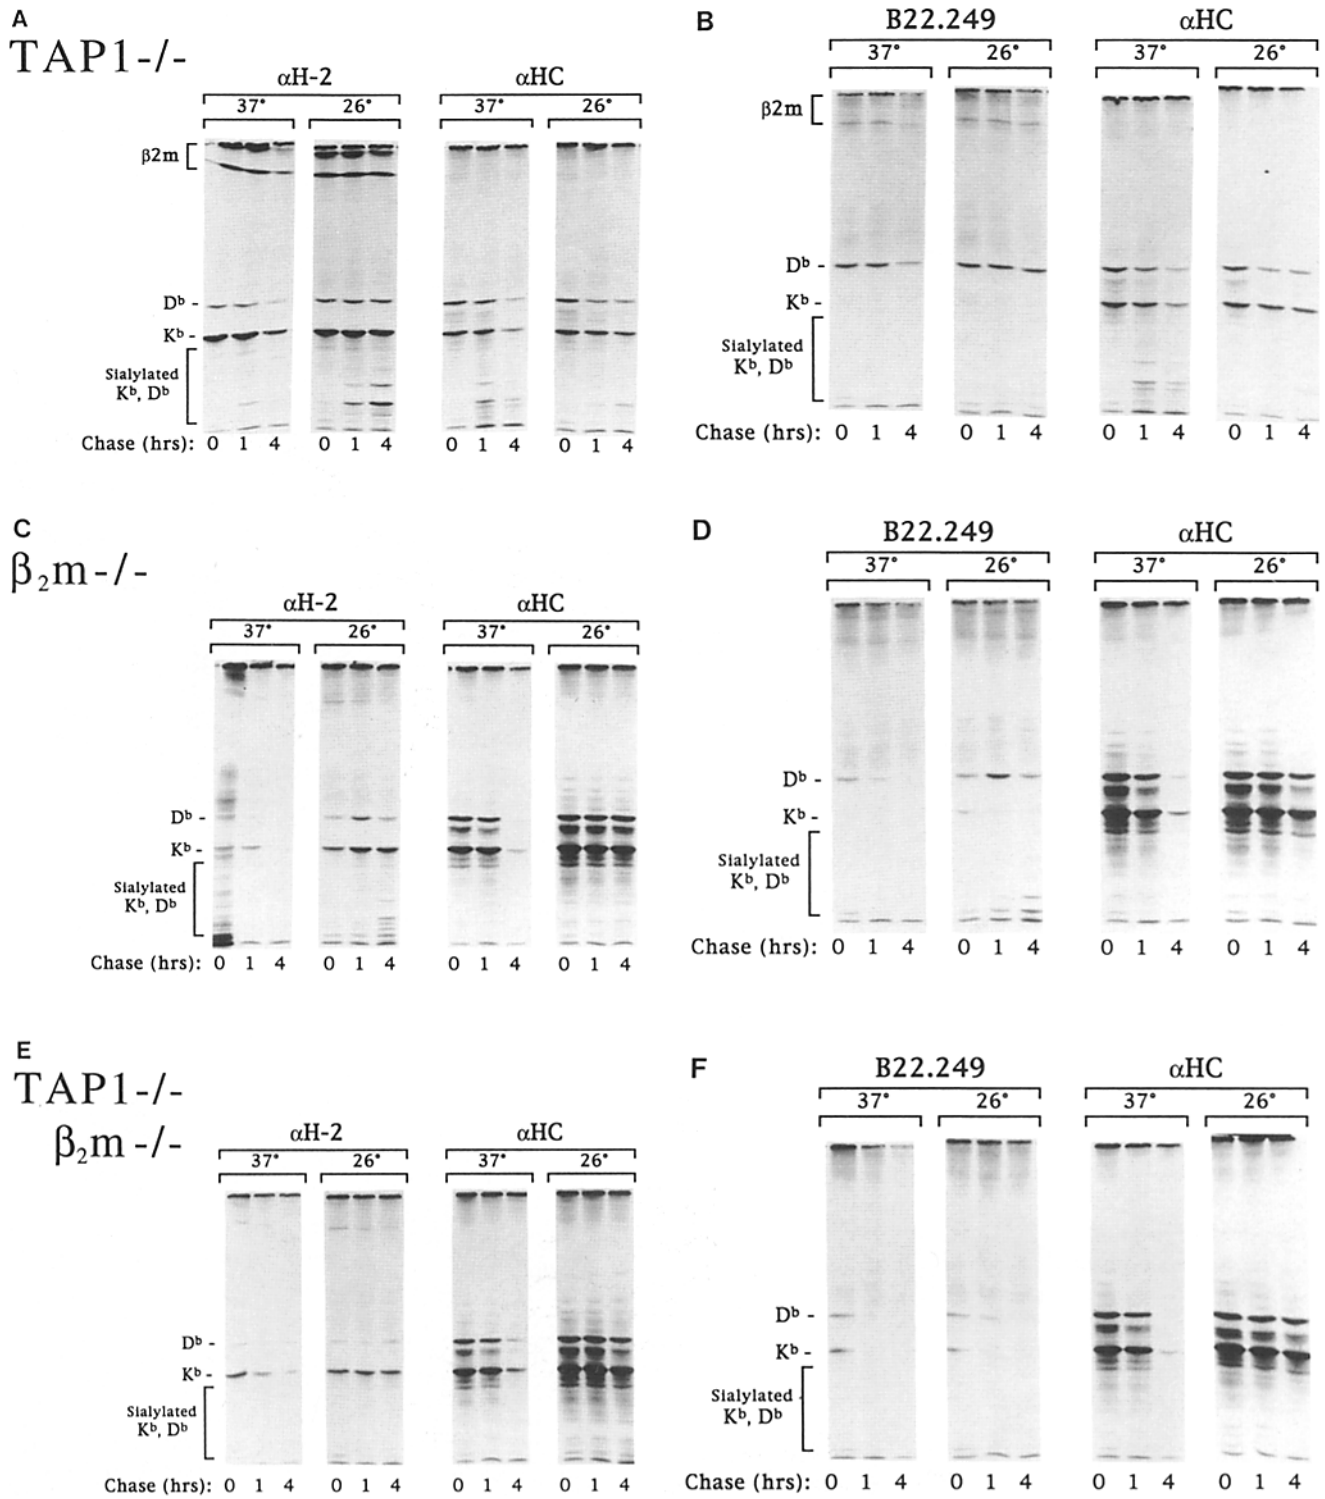 A
TAP1-/-
αH-2
αHC
37°
26°
37°
26°
β2m
Dᵇ -
Kᵇ -
Sialylated
Kᵇ, Dᵇ
Chase (hrs): 0 1 4 0 1 4 0 1 4 0 1 4
B
B22.249
αHC
37°
26°
37°
26°
β2m
Dᵇ -
Kᵇ -
Sialylated
Kᵇ, Dᵇ
Chase (hrs): 0 1 4 0 1 4 0 1 4 0 1 4
C
β₂m-/-
αH-2
αHC
37°
26°
37°
26°
Dᵇ -
Kᵇ -
Sialylated
Kᵇ, Dᵇ
Chase (hrs): 0 1 4 0 1 4 0 1 4 0 1 4
D
B22.249
αHC
37°
26°
37°
26°
Dᵇ -
Kᵇ -
Sialylated
Kᵇ, Dᵇ
Chase (hrs): 0 1 4 0 1 4 0 1 4 0 1 4
E
TAP1-/-
β₂m-/-
αH-2
αHC
37°
26°
37°
26°
Dᵇ -
Kᵇ -
Sialylated
Kᵇ, Dᵇ
Chase (hrs): 0 1 4 0 1 4 0 1 4 0 1 4
F
B22.249
αHC
37°
26°
37°
26°
Dᵇ -
Kᵇ -
Sialylated
Kᵇ, Dᵇ
Chase (hrs): 0 1 4 0 1 4 0 1 4 0 1 4